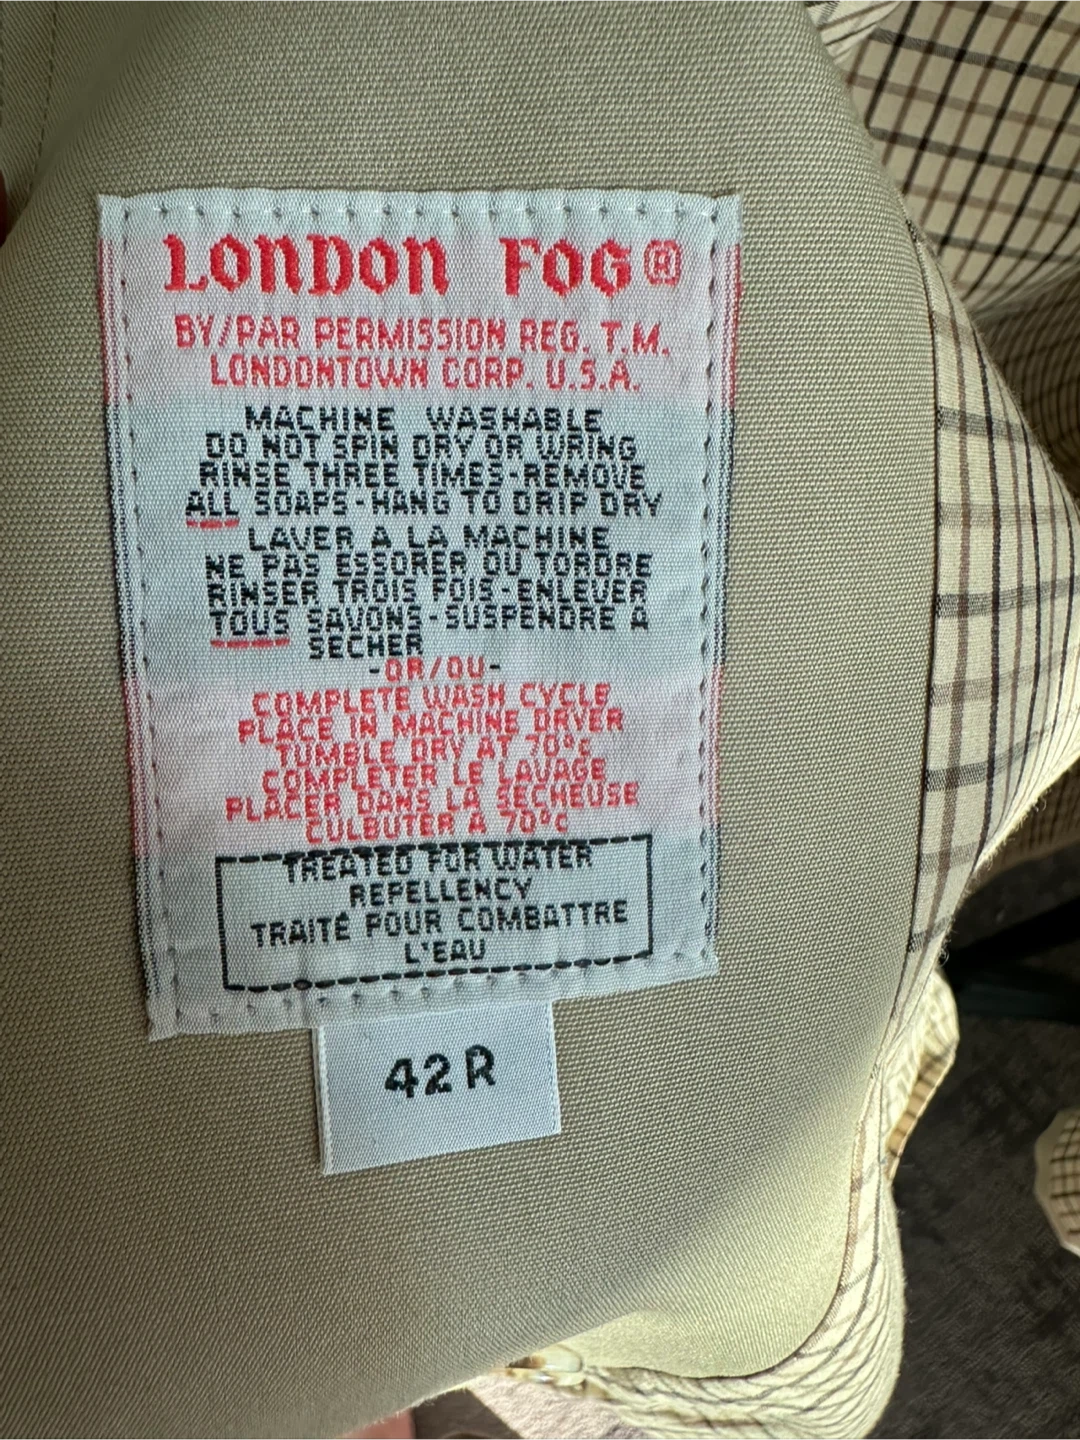 LONDON FOG®
BY/PAR PERMISSION REG. T.M.
LONDONTOWN CORP. U.S.A.
MACHINE WASHABLE
DO NOT SPIN DRY OR WRING
RINSE THREE TIMES-REMOVE
ALL SOAPS-HANG TO DRIP DRY
LAVER A LA MACHINE
NE PAS ESSORER OU TORDRE
RINSER TROIS FOIS-ENLEVER
TOUS SAVONS-SUSPENDRE A
SECHER
-OR/OU-
COMPLETE WASH CYCLE
PLACE IN MACHINE DRYER
TUMBLE DRY AT 70°c
COMPLETER LE LAVAGE
PLACER DANS LA SECHEUSE
CULBUTER A 70°C
TREATED FOR WATER
REPELLENCY
TRAITÉ POUR COMBATTRE
L'EAU
42 R